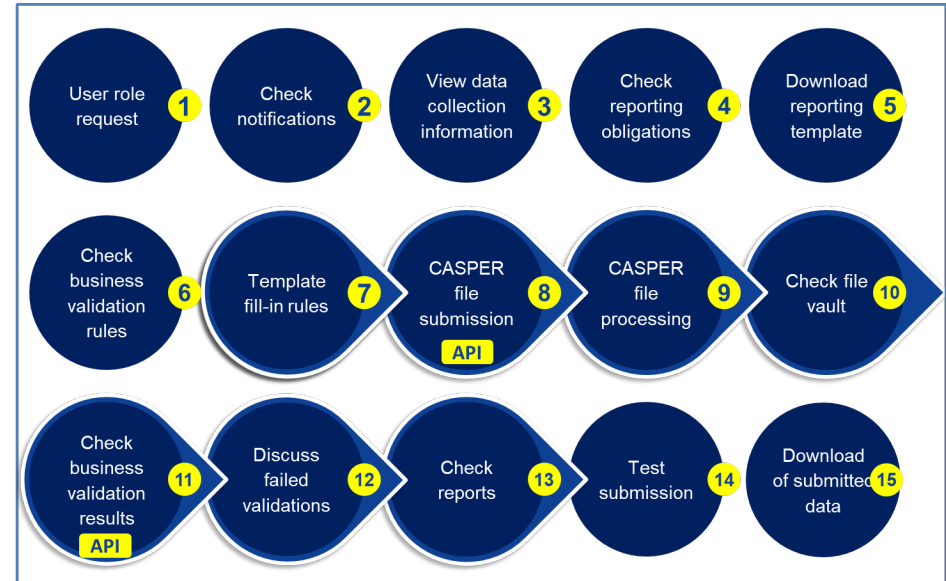 User role
request
1
Check
notifications
2
View data
collection
information
3
Check
reporting
obligations
4
Download
reporting
template
5
Check
business
validation
rules
6
Template
fill-in rules
7
CASPER
file
submission
8
API
CASPER
file
processing
9
Check file
vault
10
Check
business
validation
results
11
API
Discuss
failed
validations
12
Check
reports
13
Test
submission
14
Download
of submitted
data
15